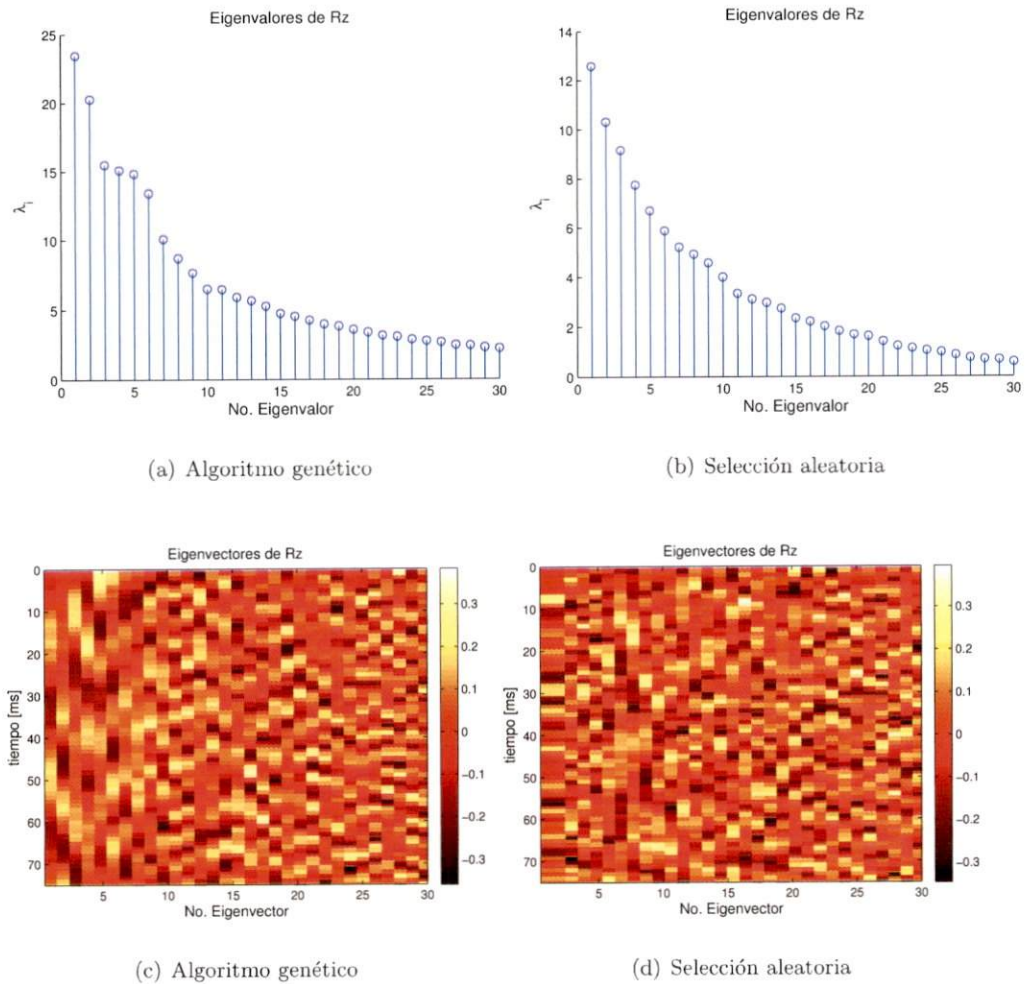 Eigenvalores de Rz
25
20
15
10
5
0
λi
0 5 10 15 20 25 30
No. Eigenvalor
(a) Algoritmo genético
Eigenvalores de Rz
14
12
10
8
6
4
2
0
λi
0 5 10 15 20 25 30
No. Eigenvalor
(b) Selección aleatoria
Eigenvectores de Rz
0
10
20
30
40
50
60
70
tiempo [ms]
5 10 15 20 25 30
No. Eigenvector
0.3
0.2
0.1
0
−0.1
−0.2
−0.3
(c) Algoritmo genético
Eigenvectores de Rz
0
10
20
30
40
50
60
70
tiempo [ms]
5 10 15 20 25 30
No. Eigenvector
0.3
0.2
0.1
0
−0.1
−0.2
−0.3
(d) Selección aleatoria